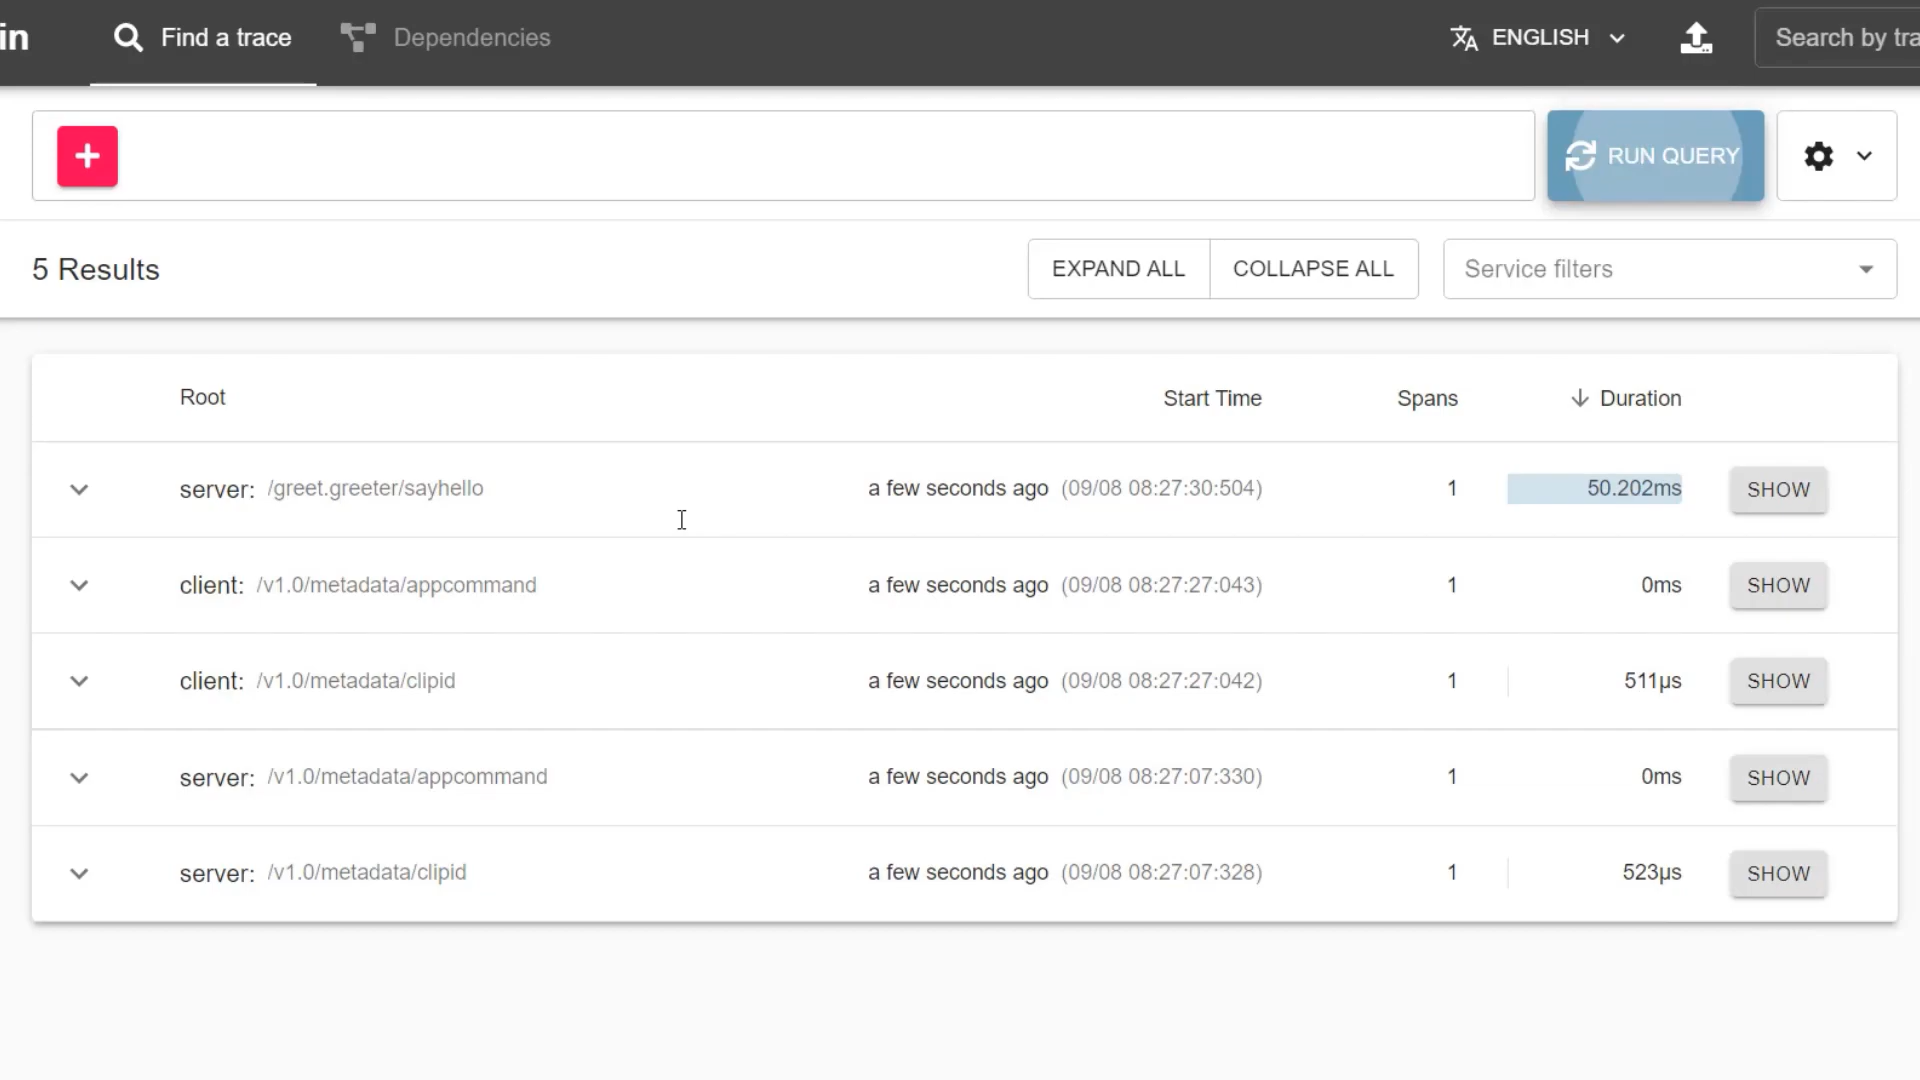 in Find a trace Dependencies ENGLISH Search by tra
+ RUN QUERY
5 Results EXPAND ALL COLLAPSE ALL Service filters
Root Start Time Spans Duration
server: /greet.greeter/sayhello a few seconds ago (09/08 08:27:30:504) 1 50.202ms SHOW
client: /v1.0/metadata/appcommand a few seconds ago (09/08 08:27:27:043) 1 0ms SHOW
client: /v1.0/metadata/clipid a few seconds ago (09/08 08:27:27:042) 1 511µs SHOW
server: /v1.0/metadata/appcommand a few seconds ago (09/08 08:27:07:330) 1 0ms SHOW
server: /v1.0/metadata/clipid a few seconds ago (09/08 08:27:07:328) 1 523µs SHOW